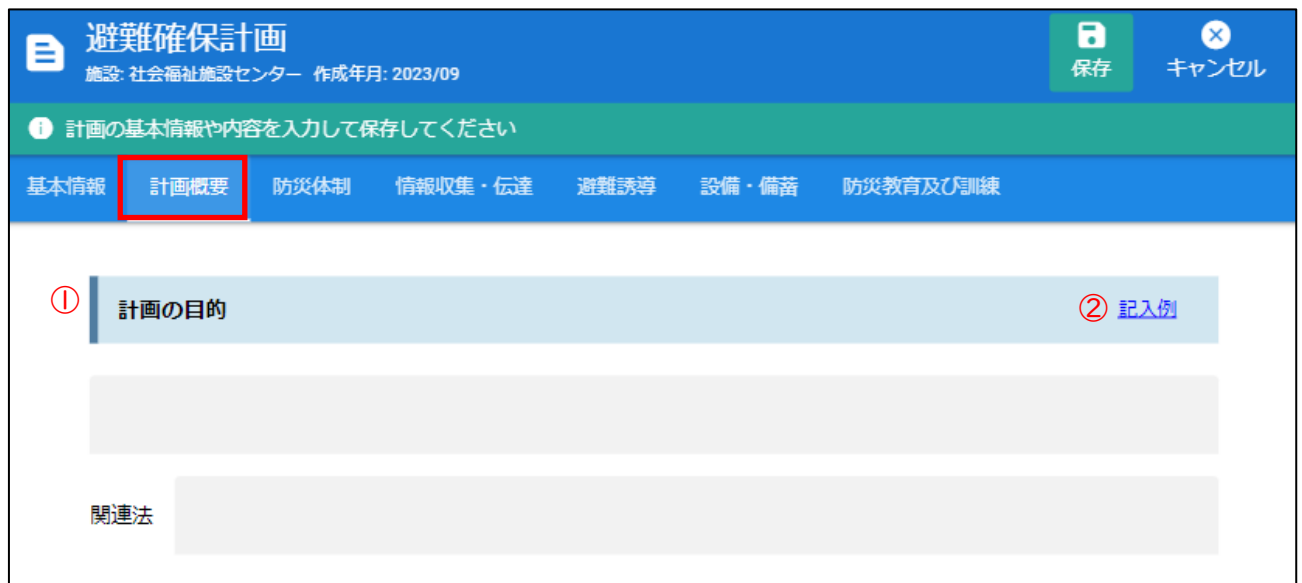 避難確保計画
施設: 社会福祉施設センター 作成年月: 2023/09
保存
キャンセル
計画の基本情報や内容を入力して保存してください
基本情報 計画概要 防災体制 情報収集・伝達 避難誘導 設備・備蓄 防災教育及び訓練
① 計画の目的 ② 記入例
関連法